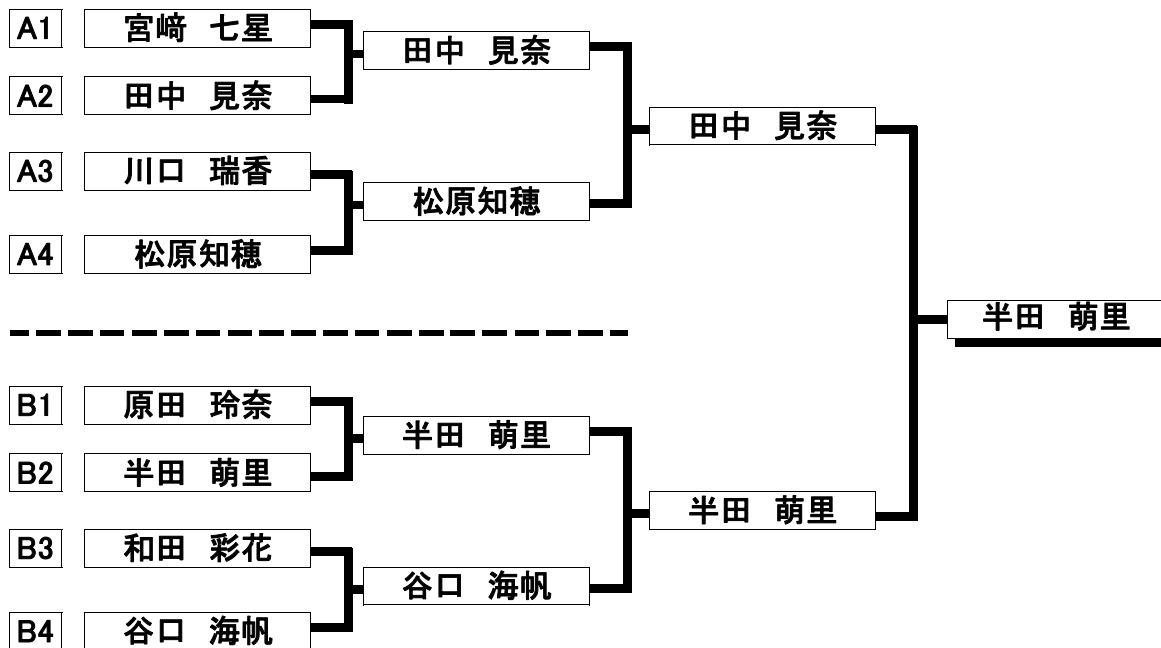 A1 宮﨑　七星
田中　見奈
A2 田中　見奈
田中　見奈
A3 川口　瑞香
松原知穂
A4 松原知穂
半田　萌里
B1 原田　玲奈
半田　萌里
B2 半田　萌里
半田　萌里
B3 和田　彩花
谷口　海帆
B4 谷口　海帆